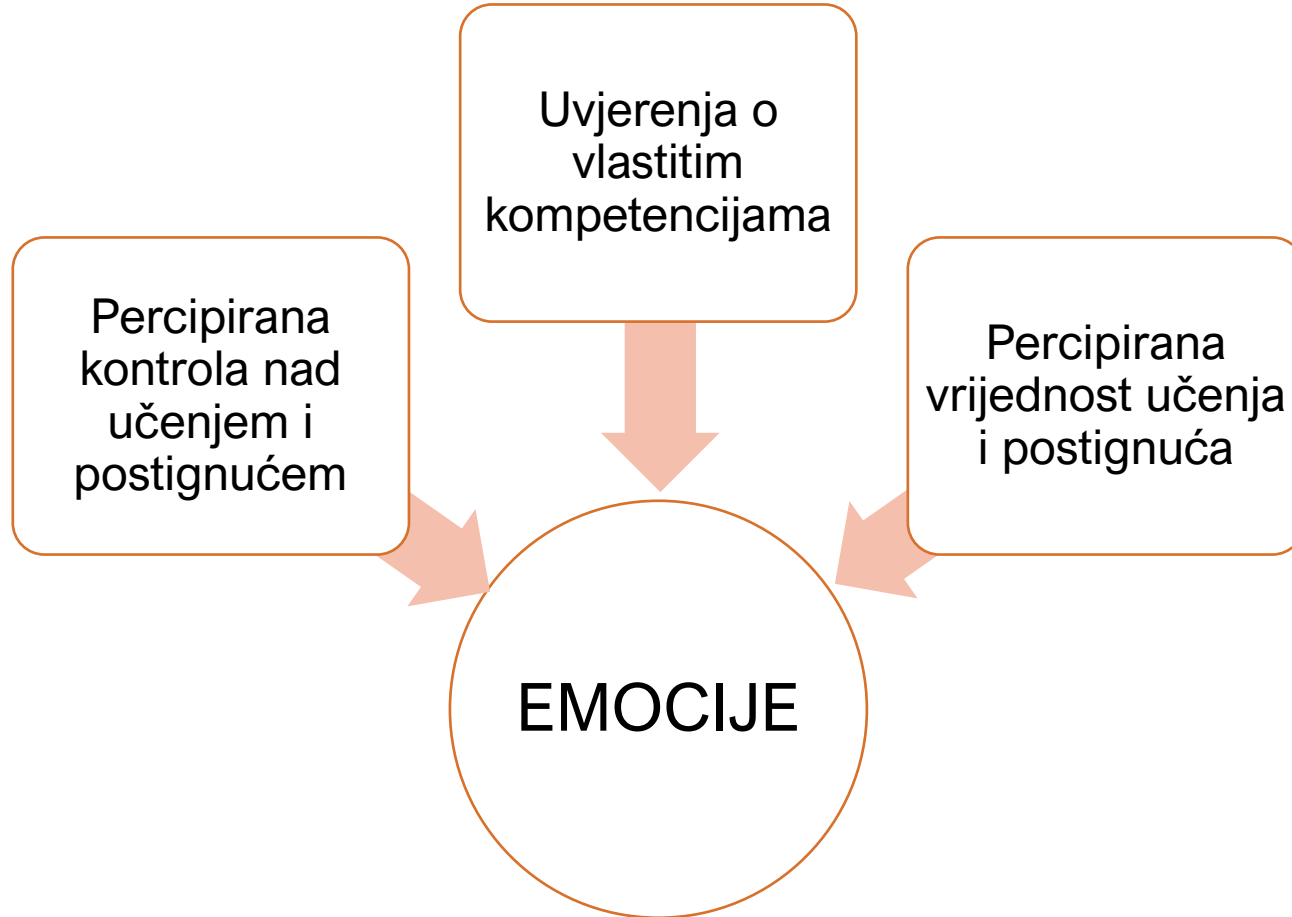 Uvjerenja o
vlastitim
kompetencijama
Percipirana
kontrola nad
učenjem i
postignućem
Percipirana
vrijednost učenja
i postignuća
EMOCIJE